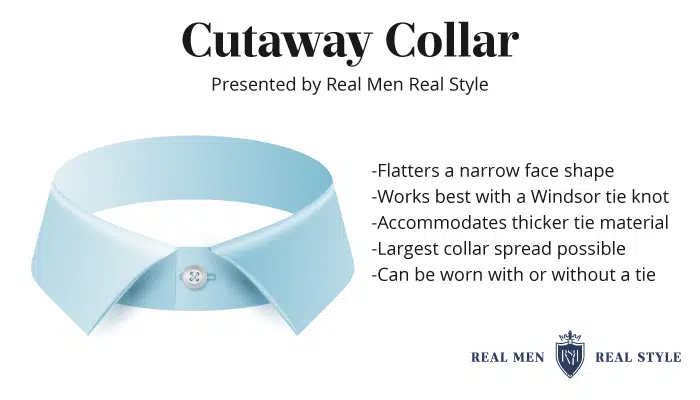 Cutaway Collar
Presented by Real Men Real Style
-Flatters a narrow face shape
-Works best with a Windsor tie knot
-Accommodates thicker tie material
-Largest collar spread possible
-Can be worn with or without a tie
REAL MEN REAL STYLE